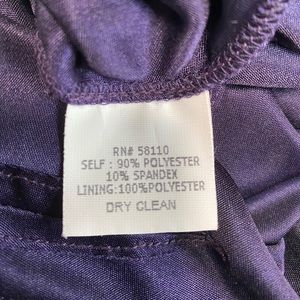 RN# 58110
SELF : 90% POLYESTER
10% SPANDEX
LINING:100%POLYESTER
DRY CLEAN